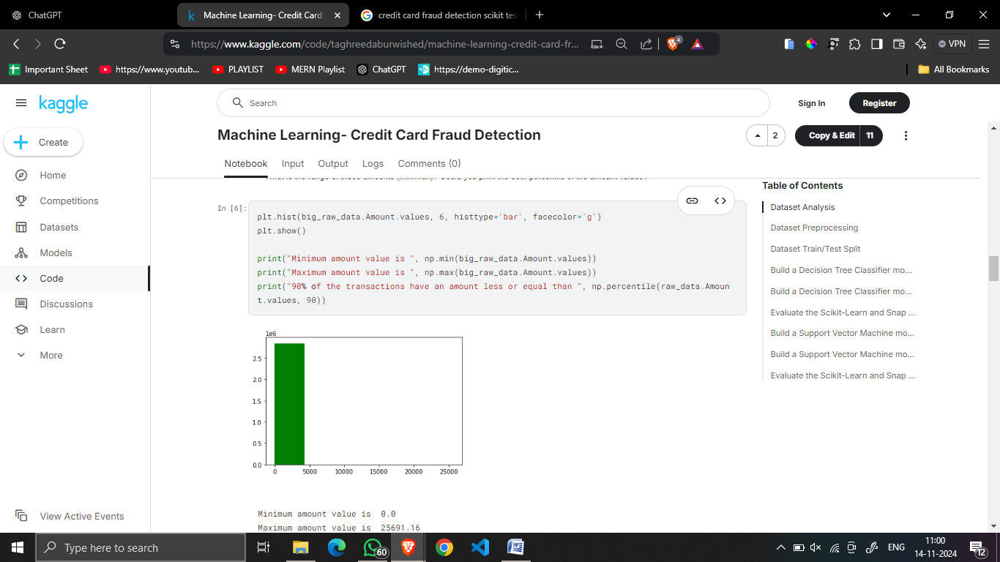 ChatGPT
Machine Learning- Credit Card
credit card fraud detection scikit tes
https://www.kaggle.com/code/taghreedaburwished/machine-learning-credit-card-fr...
4
VPN
Important Sheet
https://www.youtub...
PLAYLIST
MERN Playlist
ChatGPT
https://demo-digitic...
All Bookmarks
kaggle
Search
Sign In
Register
Create
Home
Competitions
Datasets
Models
Code
Discussions
Learn
More
View Active Events
Machine Learning- Credit Card Fraud Detection
2
Copy & Edit 11
Notebook Input Output Logs Comments (0)
In [6]:
plt.hist(big_raw_data.Amount.values, 6, histtype='bar', facecolor='g')
plt.show()
print("Minimum amount value is ", np.min(big_raw_data.Amount.values))
print("Maximum amount value is ", np.max(big_raw_data.Amount.values))
print("90% of the transactions have an amount less or equal than ", np.percentile(raw_data.Amoun
t.values, 90))
1e6
2.5
2.0
1.5
1.0
0.5
0.0
0 5000 10000 15000 20000 25000
Minimum amount value is  0.0
Maximum amount value is  25691.16
Table of Contents
Dataset Analysis
Dataset Preprocessing
Dataset Train/Test Split
Build a Decision Tree Classifier mo...
Build a Decision Tree Classifier mo...
Evaluate the Scikit-Learn and Snap ...
Build a Support Vector Machine mo...
Build a Support Vector Machine mo...
Evaluate the Scikit-Learn and Snap ...
Type here to search
60
ENG
11:00
14-11-2024
12